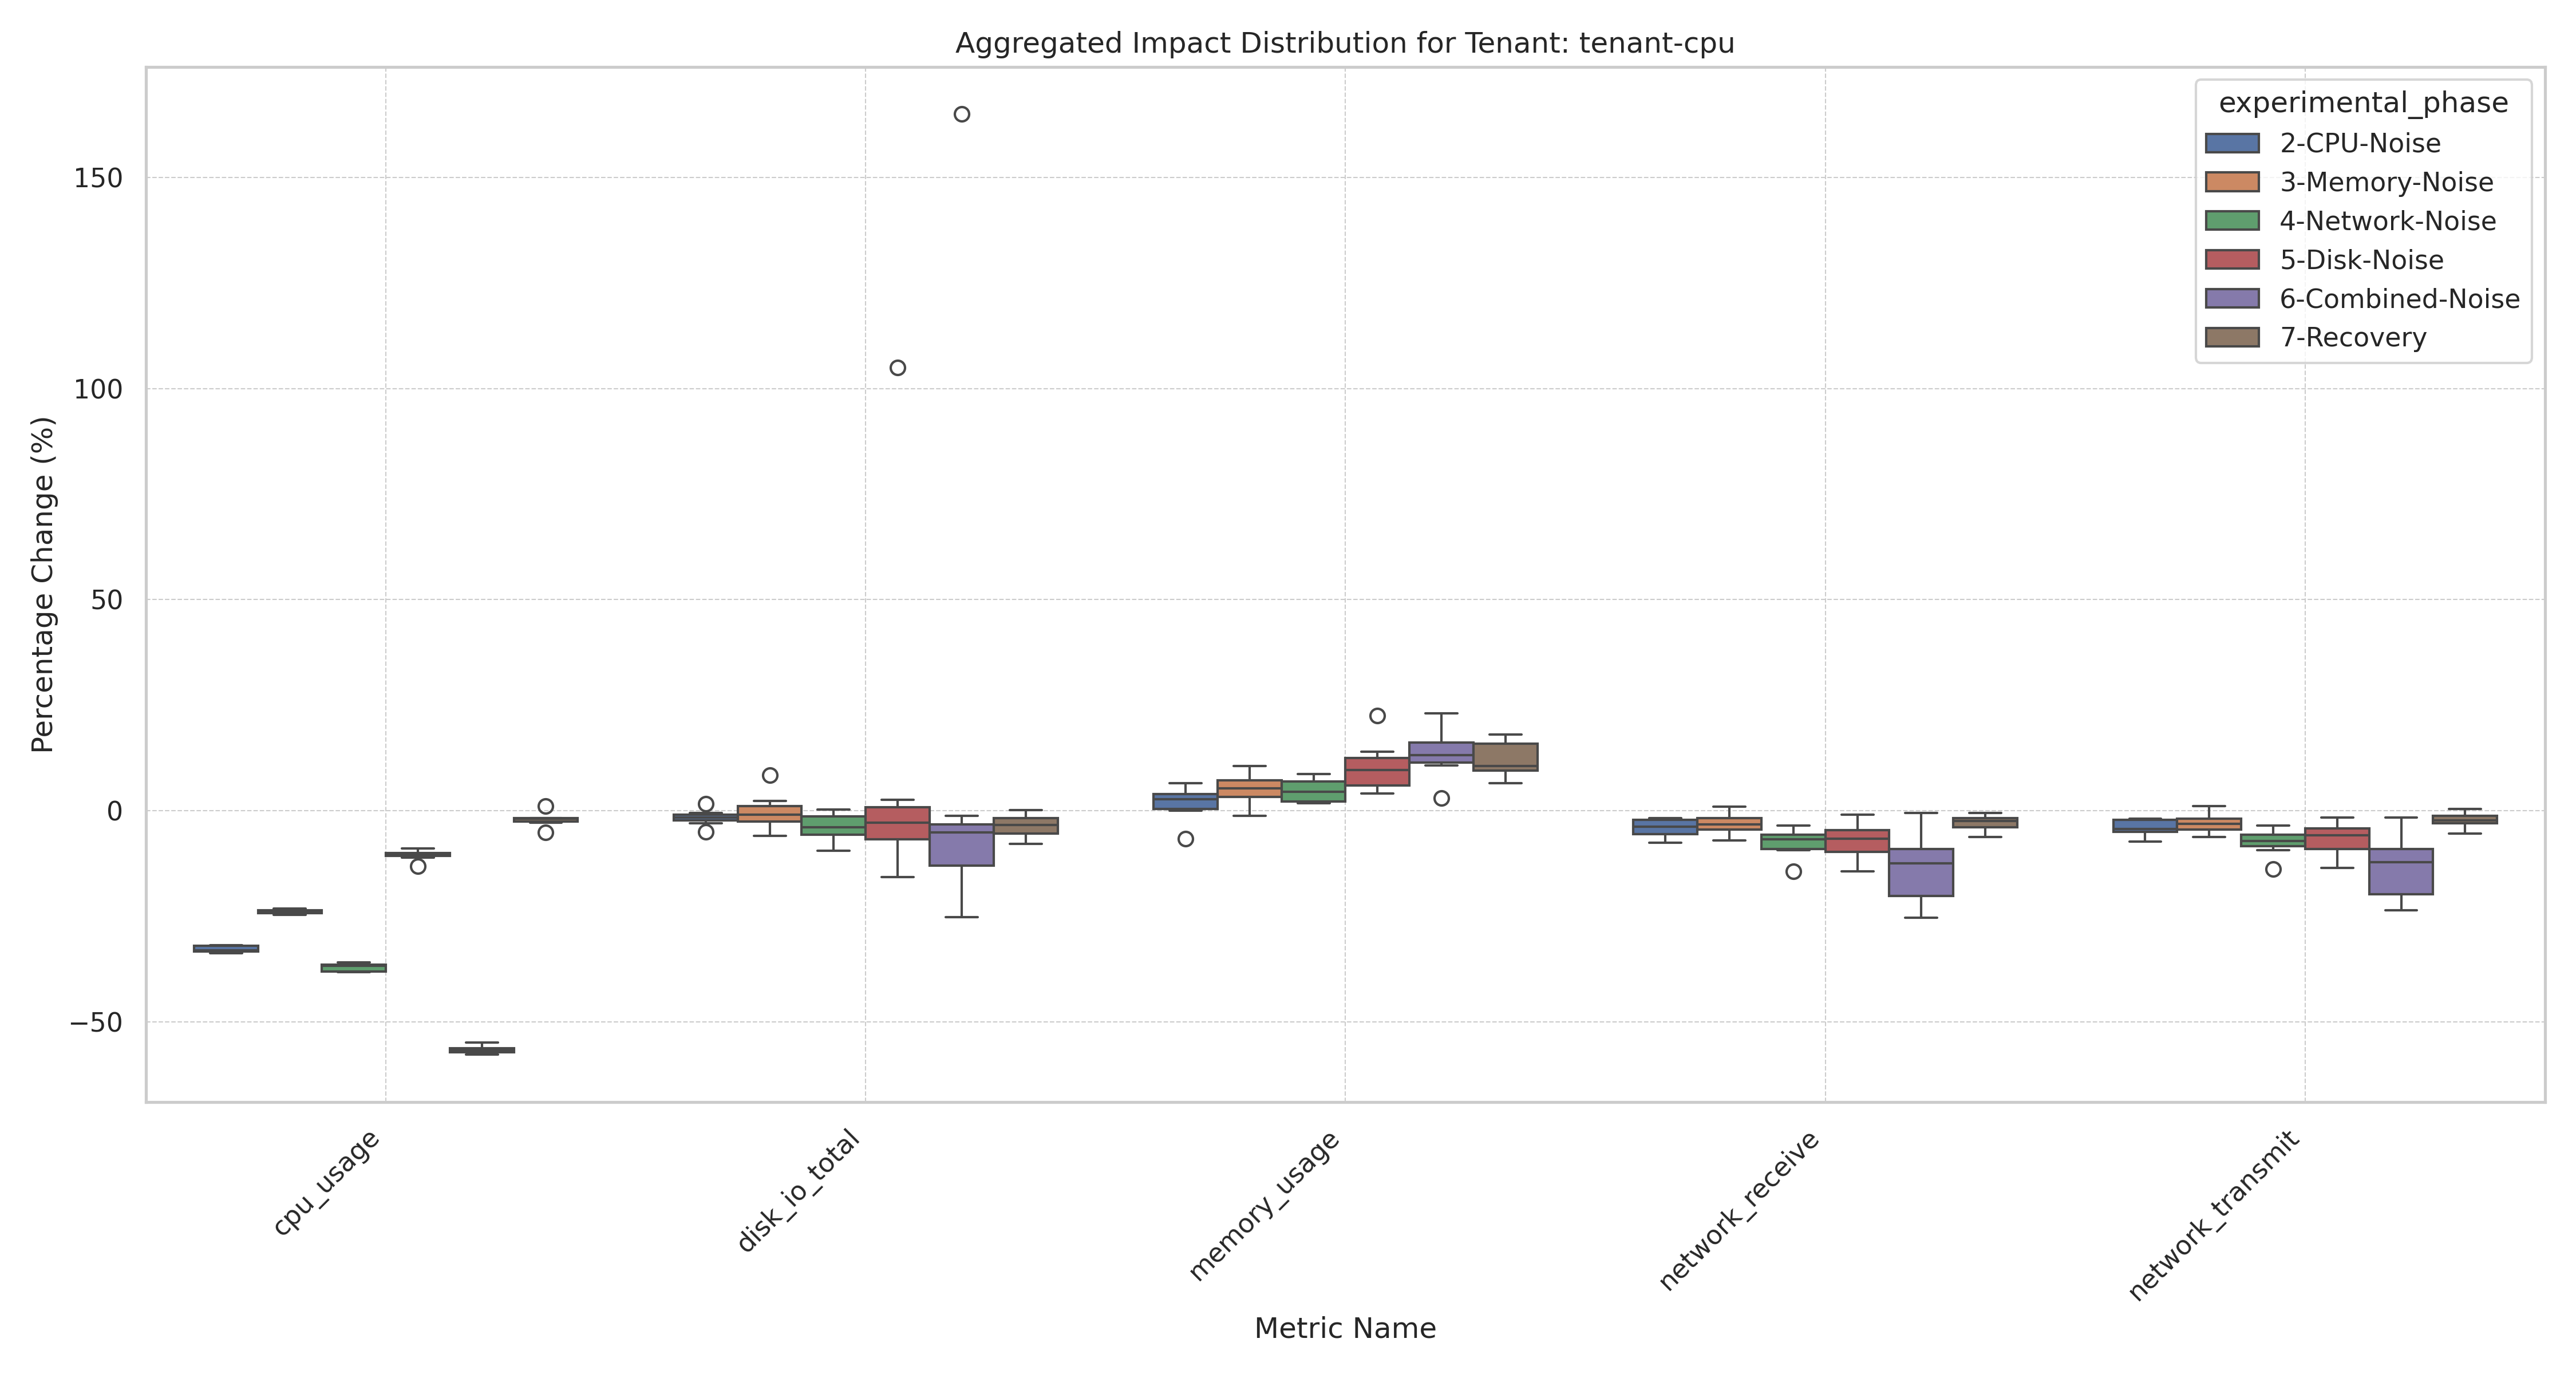 Aggregated Impact Distribution for Tenant: tenant-cpu
experimental_phase
2-CPU-Noise
3-Memory-Noise
4-Network-Noise
5-Disk-Noise
6-Combined-Noise
7-Recovery
Percentage Change (%)
150
100
50
0
−50
cpu_usage
disk_io_total
memory_usage
network_receive
network_transmit
Metric Name